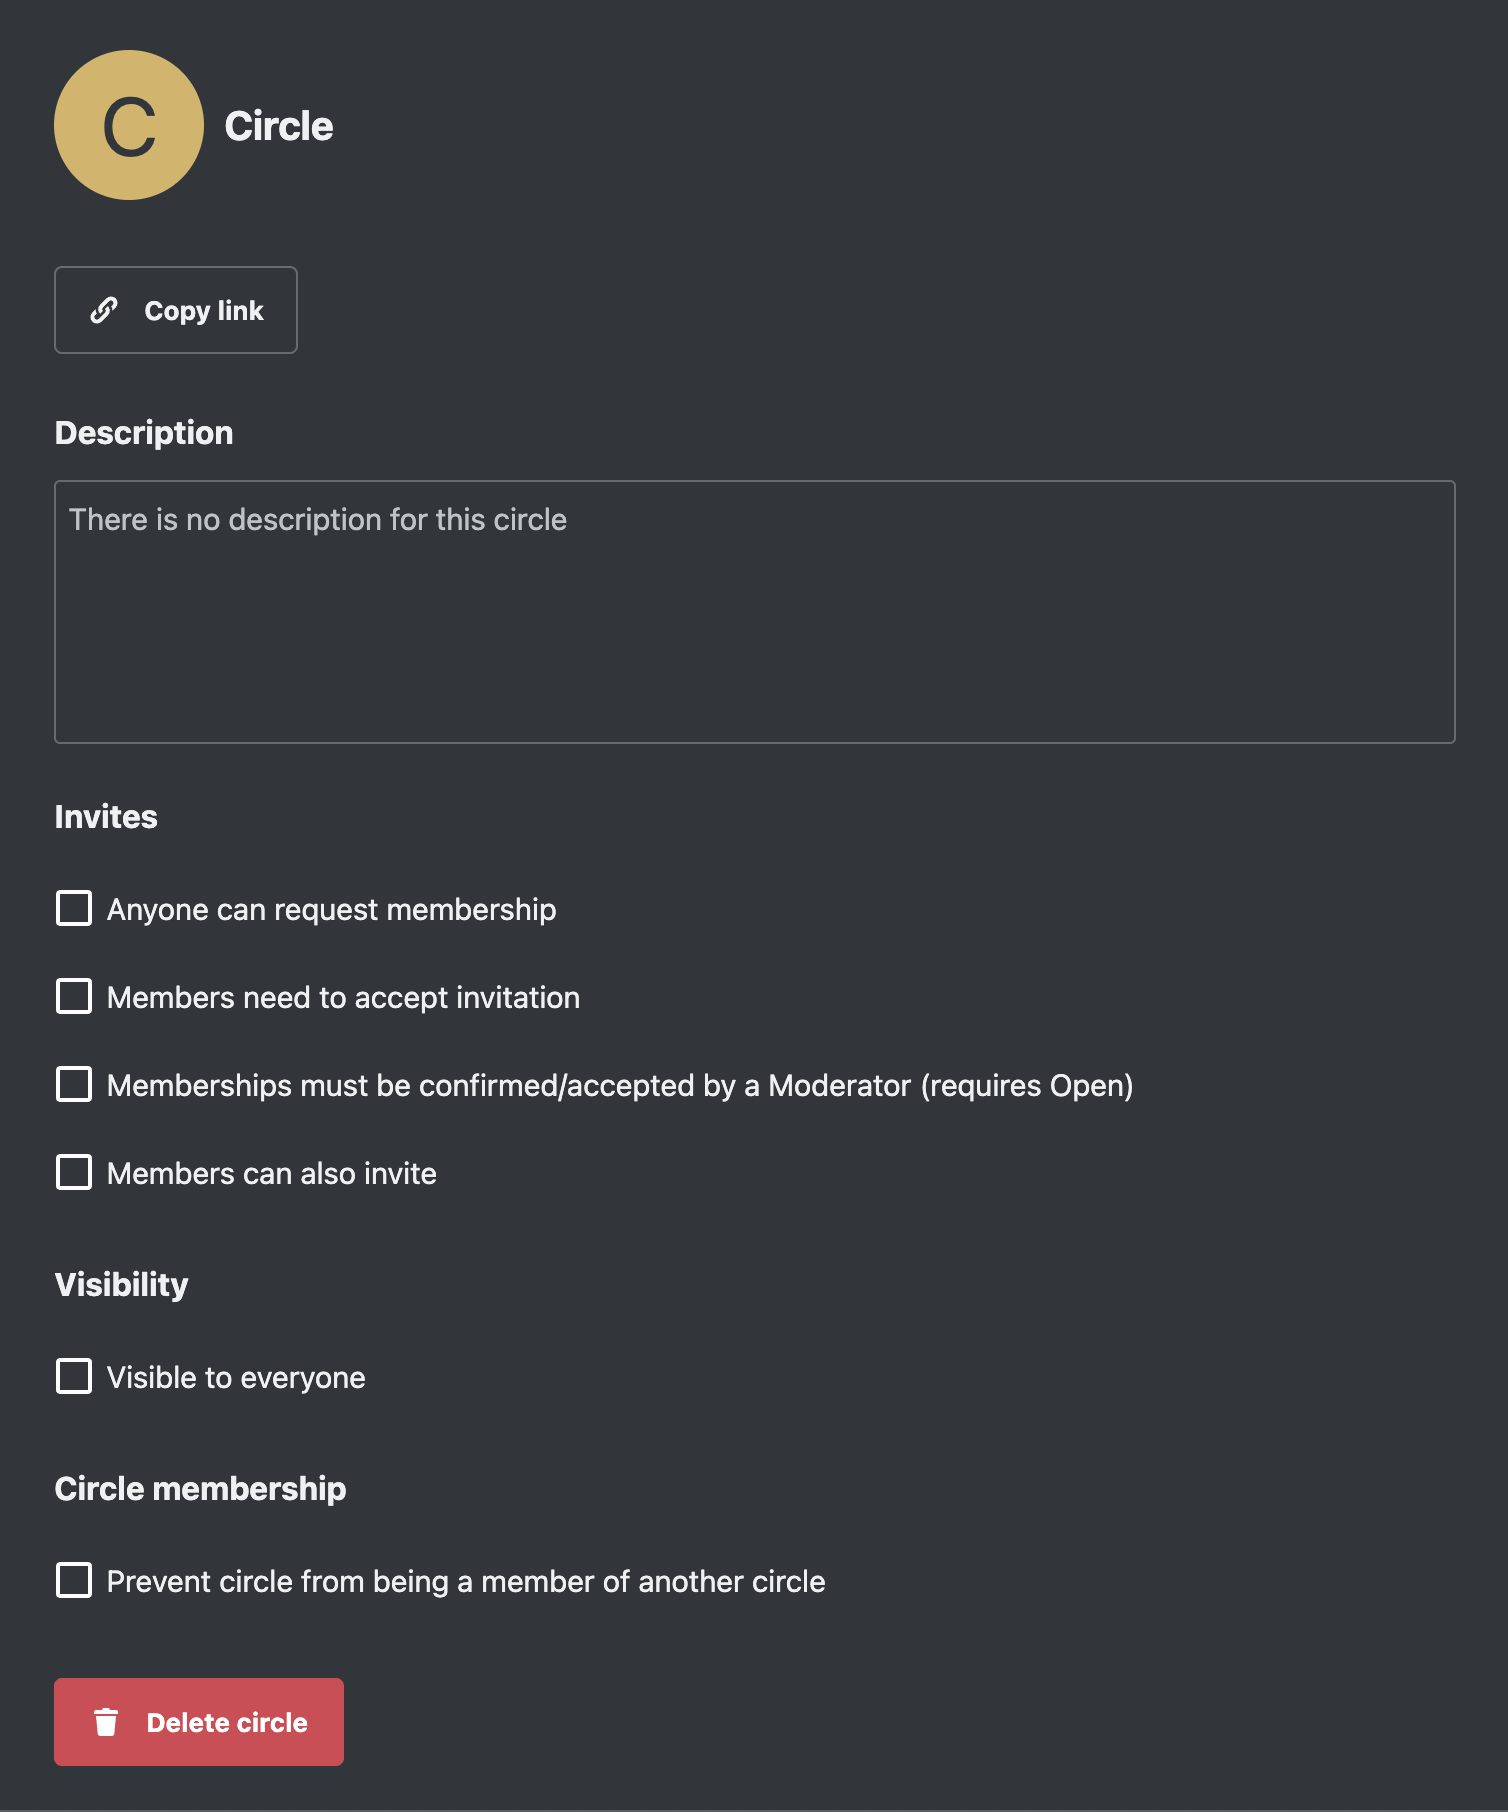 C
Circle
Copy link
Description
There is no description for this circle
Invites
Anyone can request membership
Members need to accept invitation
Memberships must be confirmed/accepted by a Moderator (requires Open)
Members can also invite
Visibility
Visible to everyone
Circle membership
Prevent circle from being a member of another circle
Delete circle